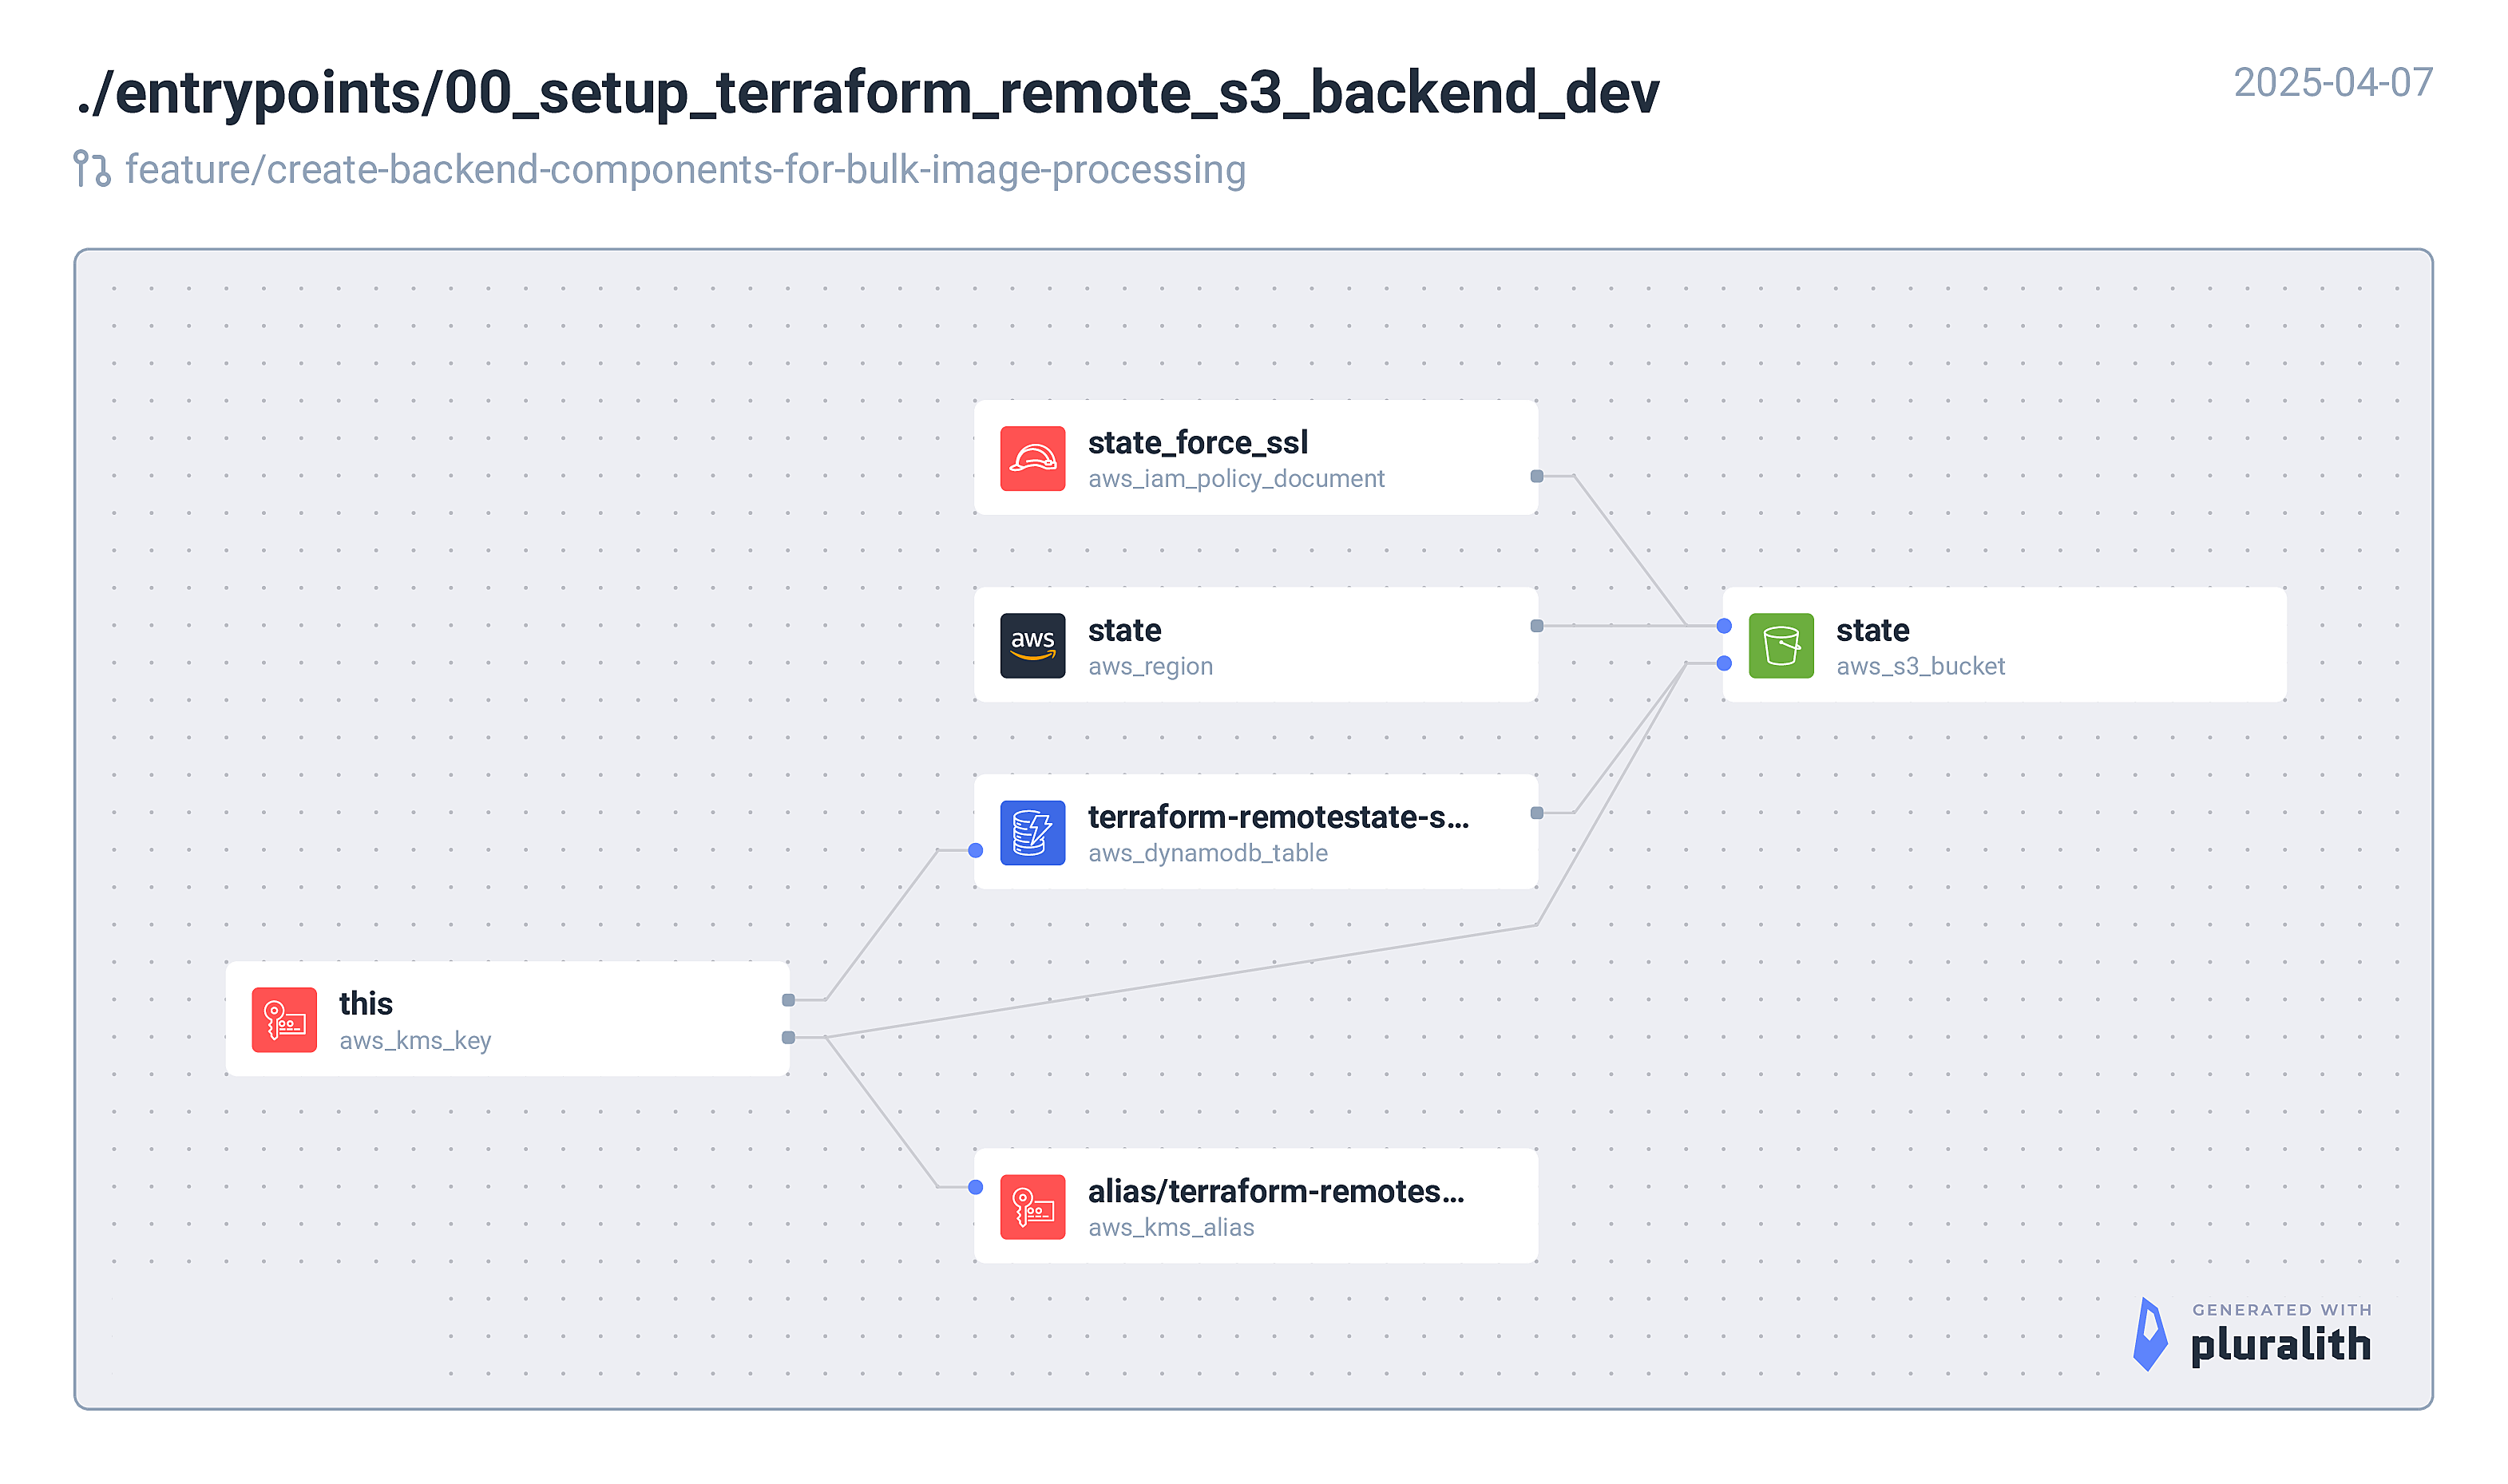 ./entrypoints/00_setup_terraform_remote_s3_backend_dev
2025-04-07
feature/create-backend-components-for-bulk-image-processing
state_force_ssl
aws_iam_policy_document
aws
state
aws_region
state
aws_s3_bucket
terraform-remotestate-s...
aws_dynamodb_table
this
aws_kms_key
alias/terraform-remotes...
aws_kms_alias
GENERATED WITH
pluralith